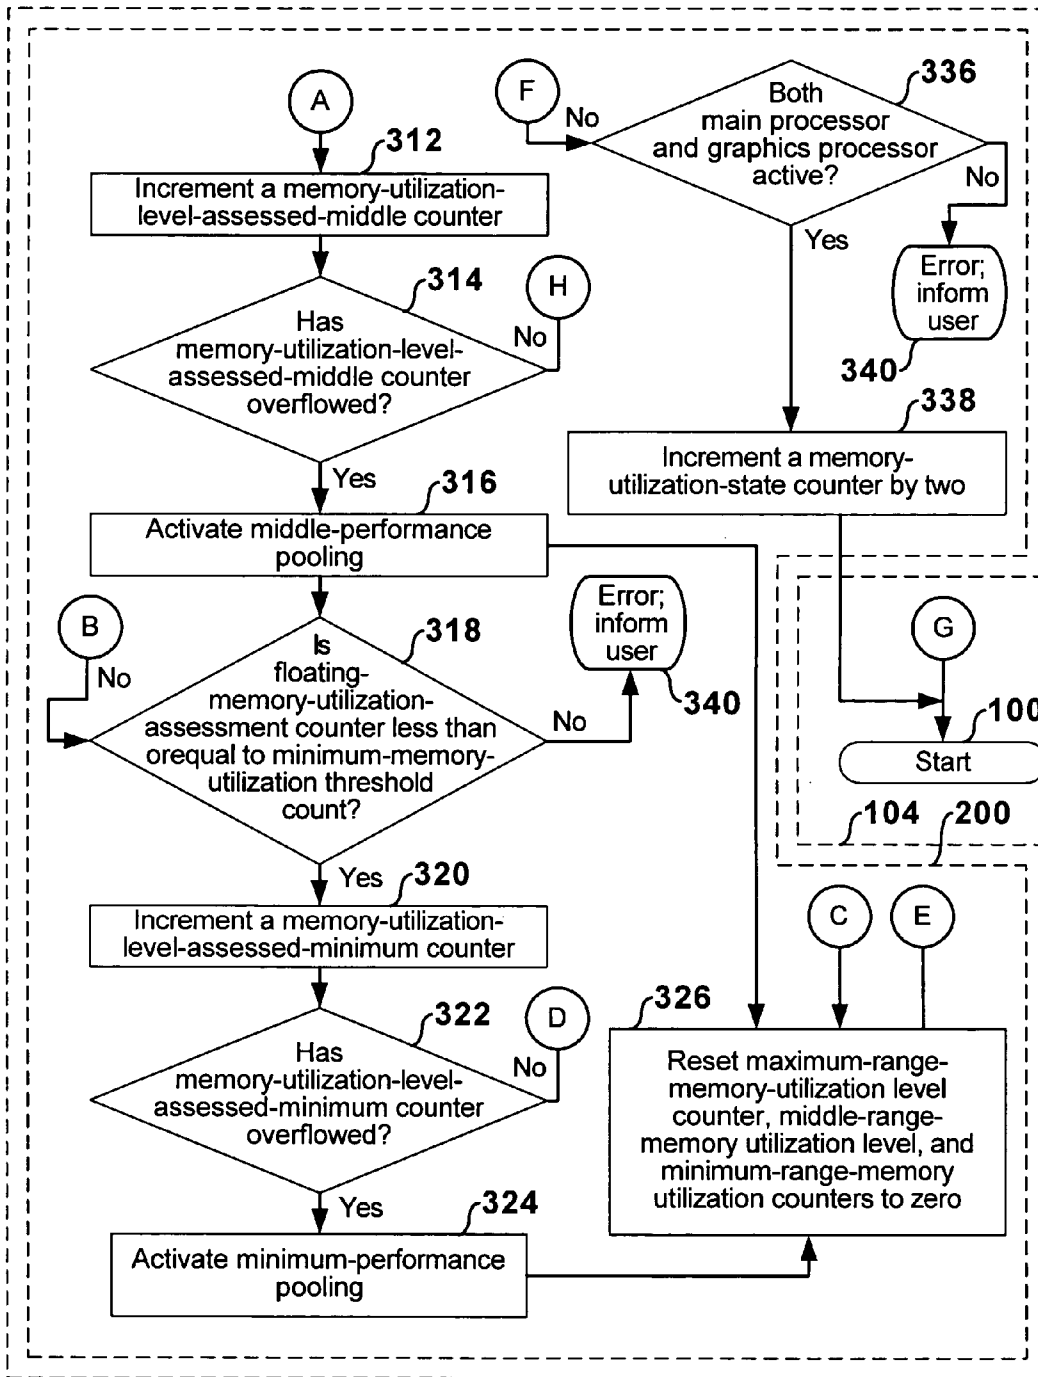 A
312
Increment a memory-utilization-
level-assessed-middle counter
314
Has
memory-utilization-level-
assessed-middle counter
overflowed?
No
H
Yes
316
Activate middle-performance
pooling
B
No
318
Is
floating-
memory-utilization-
assessment counter less than
orequal to minimum-memory-
utilization threshold
count?
No
Error;
inform
user
340
Yes
320
Increment a memory-utilization-
level-assessed-minimum counter
322
Has
memory-utilization-level-
assessed-minimum counter
overflowed?
No
D
Yes
324
Activate minimum-performance
pooling
F
No
336
Both
main processor
and graphics processor
active?
No
Error;
inform
user
340
Yes
338
Increment a memory-
utilization-state counter by two
G
100
Start
104
200
C
E
326
Reset maximum-range-
memory-utilization level
counter, middle-range-
memory utilization level, and
minimum-range-memory
utilization counters to zero